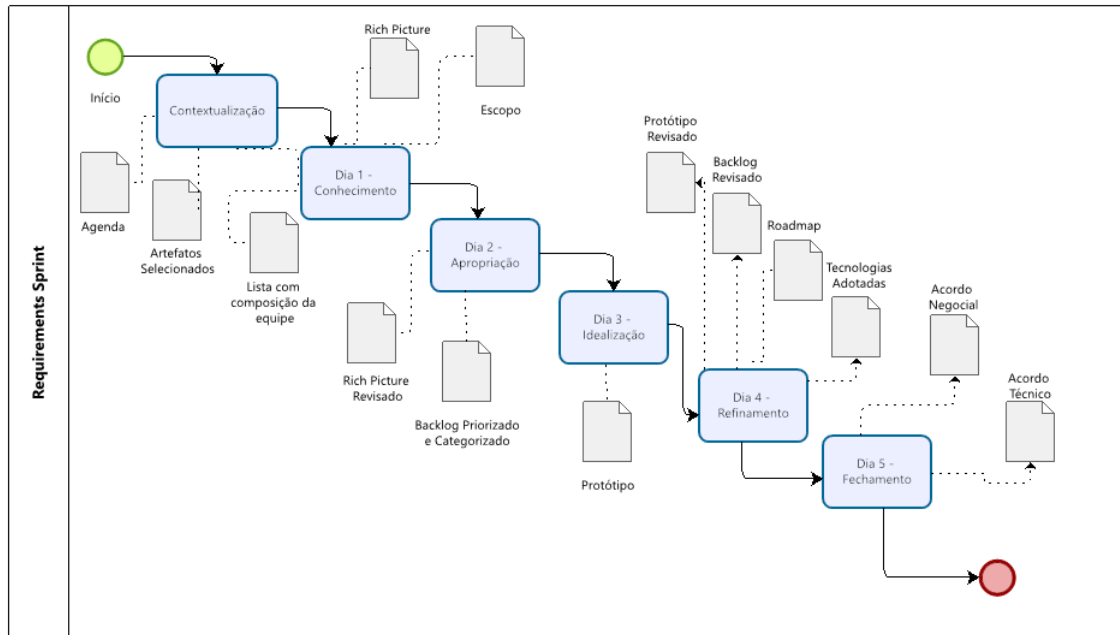 Requirements Sprint
Início
Contextualização
Agenda
Artefatos
Selecionados
Lista com
composição da
equipe
Rich Picture
Escopo
Dia 1 -
Conhecimento
Dia 2 -
Apropriação
Rich Picture
Revisado
Backlog Priorizado
e Categorizado
Dia 3 -
Idealização
Protótipo
Protótipo
Revisado
Backlog
Revisado
Roadmap
Tecnologias
Adotadas
Dia 4 -
Refinamento
Acordo
Negocial
Acordo
Técnico
Dia 5 -
Fechamento